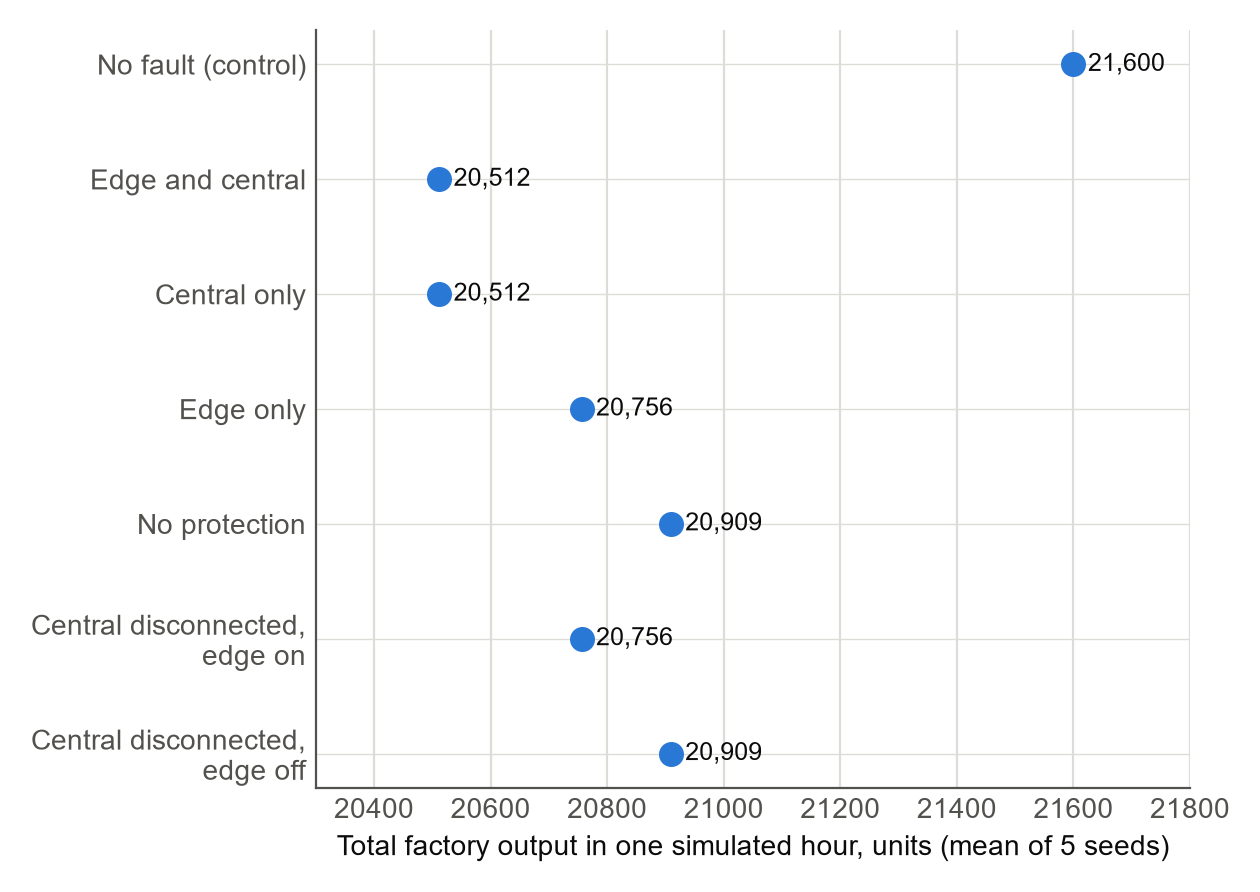 No fault (control)
21,600
Edge and central
20,512
Central only
20,512
Edge only
20,756
No protection
20,909
Central disconnected,
edge on
20,756
Central disconnected,
edge off
20,909
20400 20600 20800 21000 21200 21400 21600 21800
Total factory output in one simulated hour, units (mean of 5 seeds)